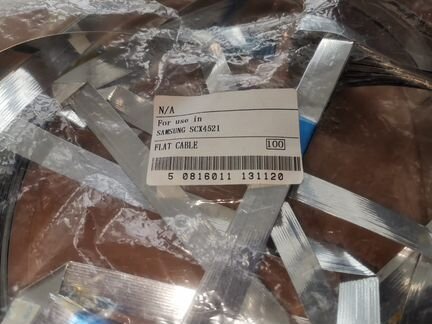 N/A
For use in
SAMSUNG SCX4521
FLAT CABLE 100
5 0816011 131120